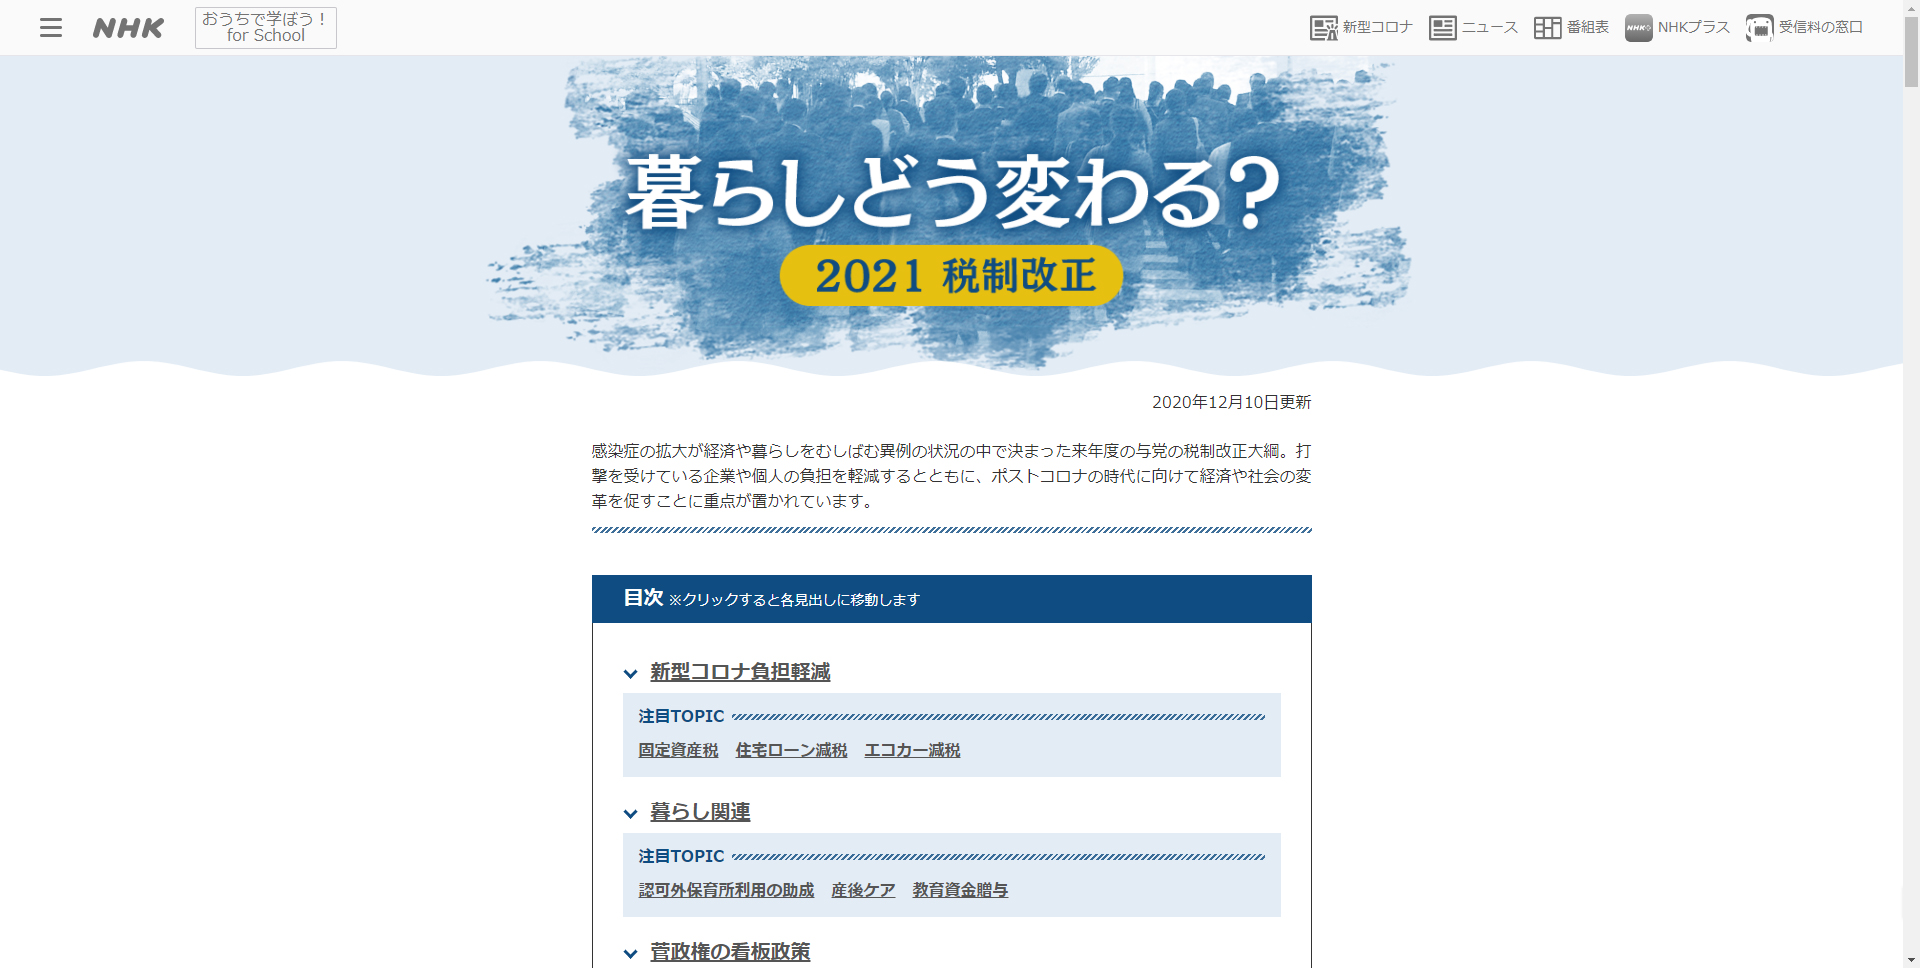 NHK
おうちで学ぼう！
for School
新型コロナ
ニュース
番組表
NHK+
NHKプラス
受信料の窓口
暮らしどう変わる?
2021 税制改正
2020年12月10日更新
感染症の拡大が経済や暮らしをむしばむ異例の状況の中で決まった来年度の与党の税制改正大綱。打
撃を受けている企業や個人の負担を軽減するとともに、ポストコロナの時代に向けて経済や社会の変
革を促すことに重点が置かれています。
目次 ※クリックすると各見出しに移動します
新型コロナ負担軽減
注目TOPIC
固定資産税 住宅ローン減税 エコカー減税
暮らし関連
注目TOPIC
認可外保育所利用の助成 産後ケア 教育資金贈与
菅政権の看板政策